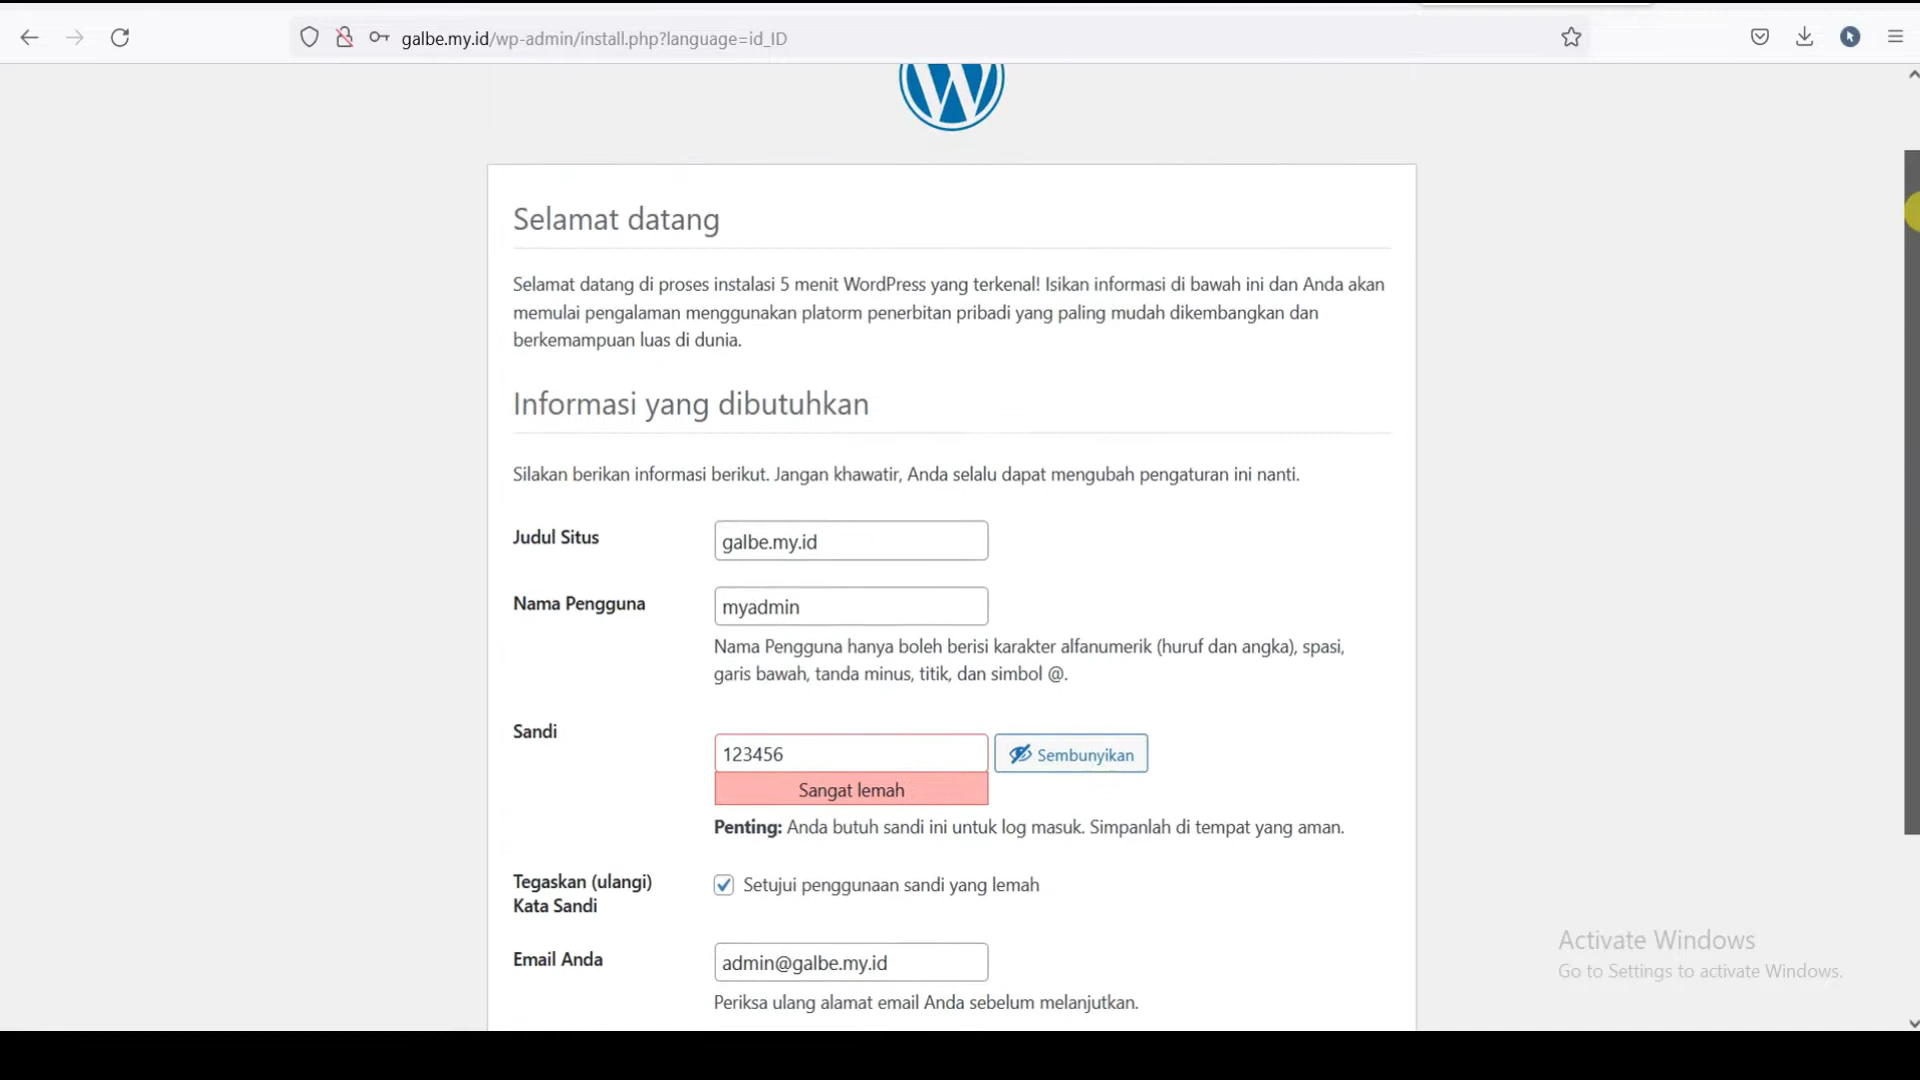 galbe.my.id/wp-admin/install.php?language=id_ID
Selamat datang
Selamat datang di proses instalasi 5 menit WordPress yang terkenal! Isikan informasi di bawah ini dan Anda akan
memulai pengalaman menggunakan platorm penerbitan pribadi yang paling mudah dikembangkan dan
berkemampuan luas di dunia.
Informasi yang dibutuhkan
Silakan berikan informasi berikut. Jangan khawatir, Anda selalu dapat mengubah pengaturan ini nanti.
Judul Situs
galbe.my.id
Nama Pengguna
myadmin
Nama Pengguna hanya boleh berisi karakter alfanumerik (huruf dan angka), spasi,
garis bawah, tanda minus, titik, dan simbol @.
Sandi
123456
Sembunyikan
Sangat lemah
Penting: Anda butuh sandi ini untuk log masuk. Simpanlah di tempat yang aman.
Tegaskan (ulangi)
Kata Sandi
Setujui penggunaan sandi yang lemah
Email Anda
admin@galbe.my.id
Periksa ulang alamat email Anda sebelum melanjutkan.
Activate Windows
Go to Settings to activate Windows.